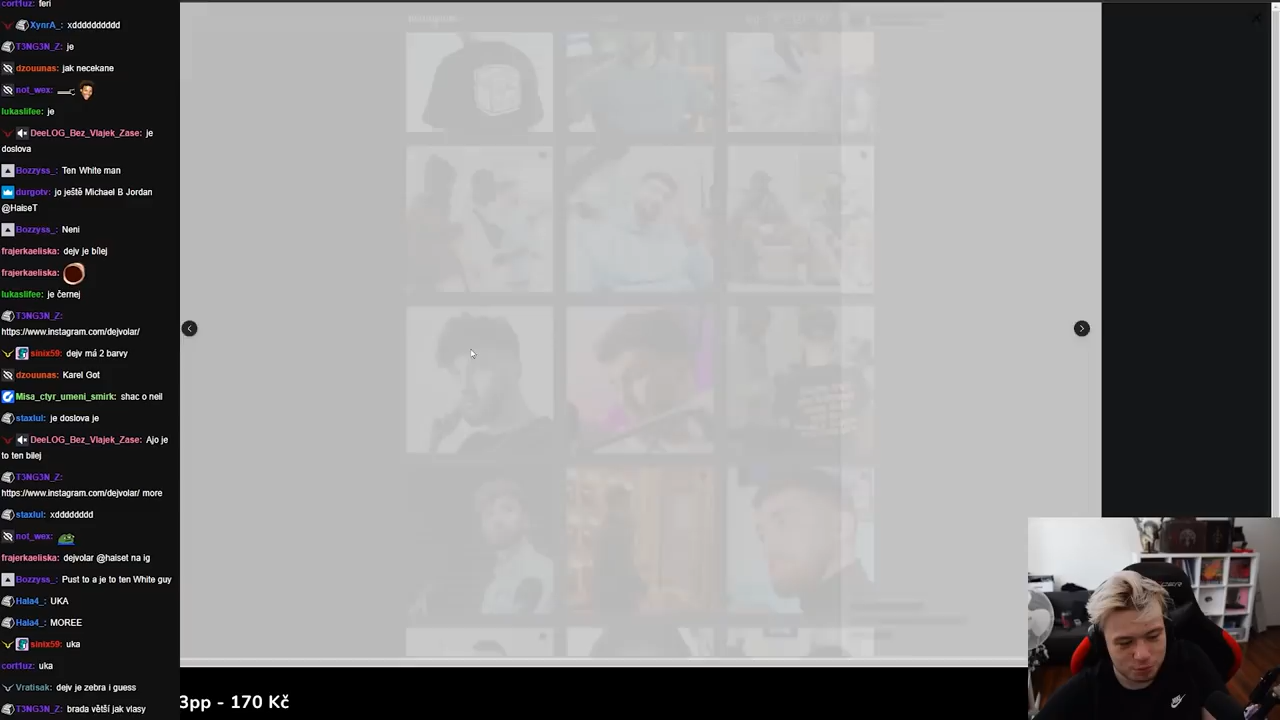 cort1uz: feri
XynrA_: xdddddddddd
T3NG3N_Z: je
dzouunas: jak necekane
not_wex:
lukaslifee: je
DeeLOG_Bez_Vlajek_Zase: je
doslova
Bozzyss_: Ten White man
durgotv: jo ještě Michael B Jordan
@HaiseT
Bozzyss_: Neni
frajerkaeliska: dejv je bílej
frajerkaeliska:
lukaslifee: je černej
T3NG3N_Z:
https://www.instagram.com/dejvolar/
sinix59: dejv má 2 barvy
dzouunas: Karel Got
Misa_ctyr_umeni_smirk: shac o neil
staxlul: je doslova je
DeeLOG_Bez_Vlajek_Zase: Ajo je
to ten bilej
T3NG3N_Z:
https://www.instagram.com/dejvolar/ more
staxlul: xddddddd
not_wex:
frajerkaeliska: dejvolar @haiset na ig
Bozzyss_: Pust to a je to ten White guy
Hala4_: UKA
Hala4_: MOREE
sinix59: uka
cort1uz: uka
Vratisak: dejv je zebra i guess
T3NG3N_Z: brada větší jak vlasy
3pp - 170 Kč